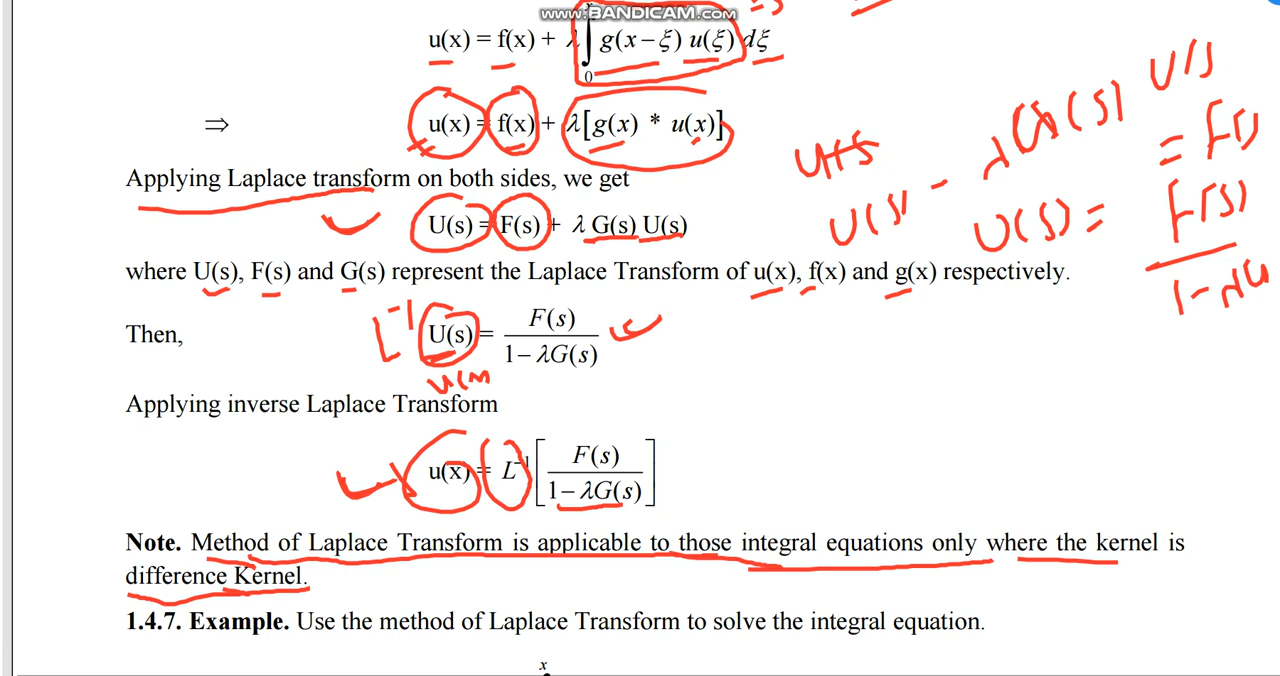 www.BANDICAM.com
u(x) = f(x) + λ ∫₀ g(x − ξ) u(ξ) dξ
⇒ u(x) = f(x) + λ[g(x) * u(x)]
Applying Laplace transform on both sides, we get
U(s) = F(s) + λ G(s) U(s)
U(s) - λG(s) U(s
= F(s
U(s) = F(s) / 1-λG
where U(s), F(s) and G(s) represent the Laplace Transform of u(x), f(x) and g(x) respectively.
Then, L⁻¹ U(s) = F(s) / 1 − λG(s)
u(x)
Applying inverse Laplace Transform
u(x) = L⁻¹ [ F(s) / 1 − λG(s) ]
Note. Method of Laplace Transform is applicable to those integral equations only where the kernel is
difference Kernel.
1.4.7. Example. Use the method of Laplace Transform to solve the integral equation.
x